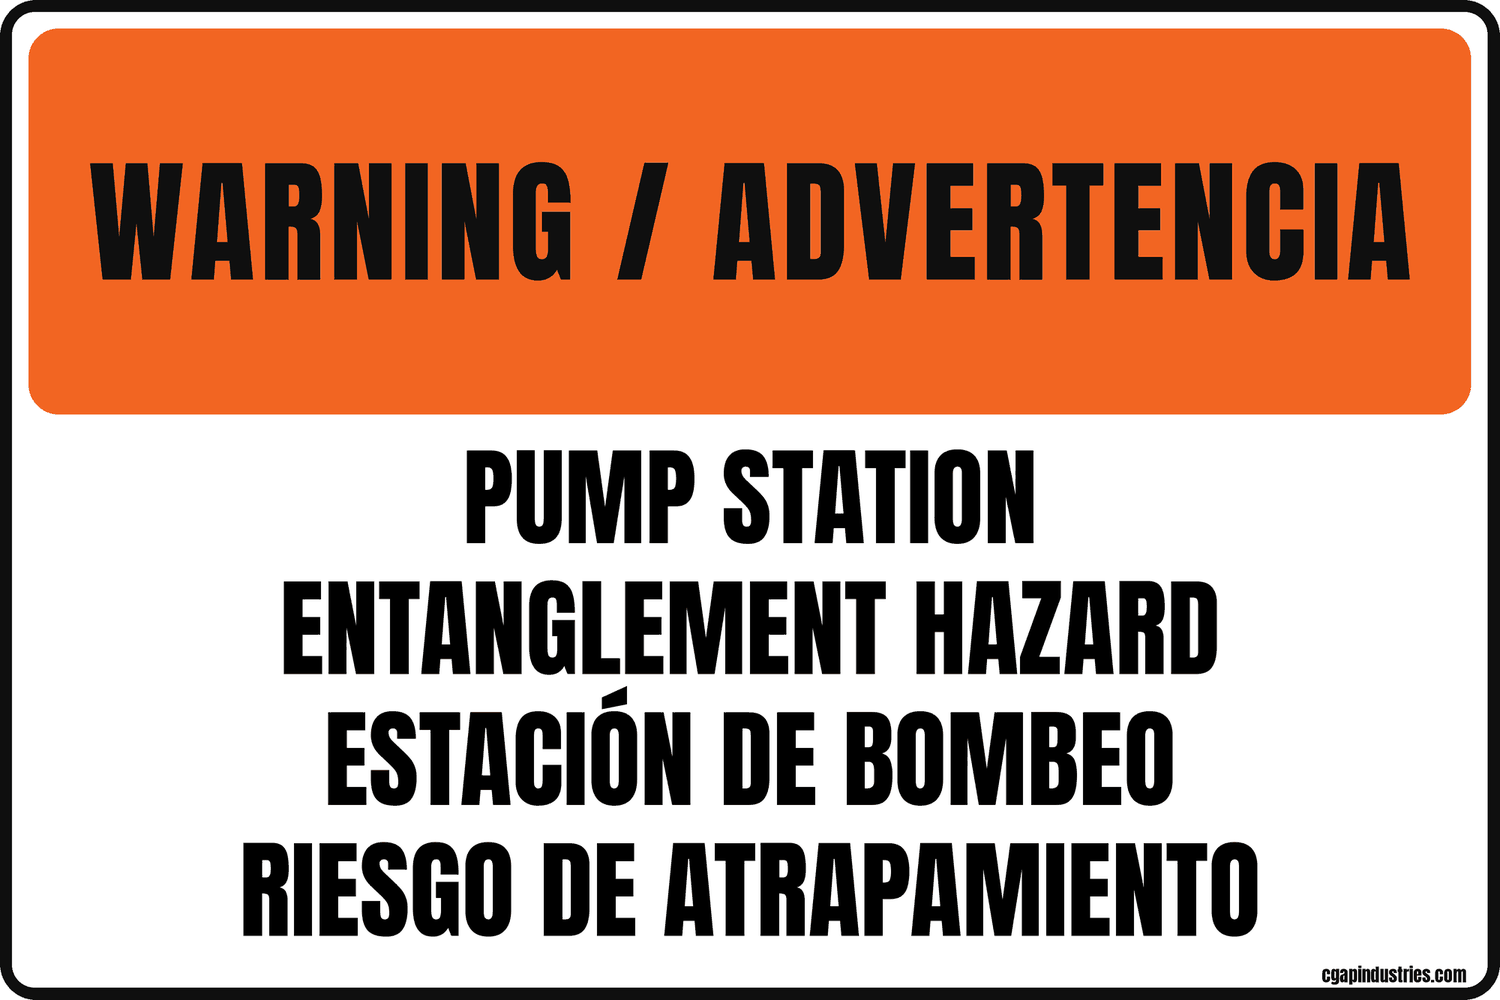 WARNING / ADVERTENCIA
PUMP STATION
ENTANGLEMENT HAZARD
ESTACIÓN DE BOMBEO
RIESGO DE ATRAPAMIENTO
cgapindustries.com